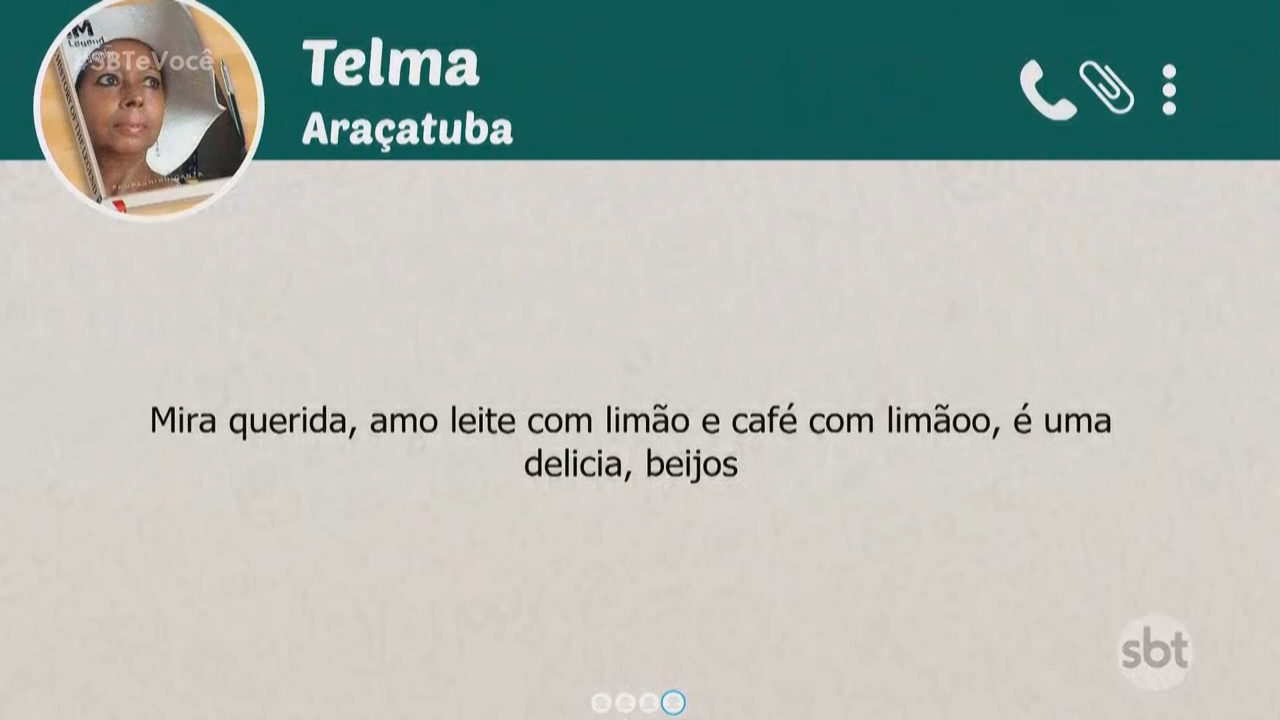 #SBTeVocê
Telma
Araçatuba
Mira querida, amo leite com limão e café com limãoo, é uma
delicia, beijos
sbt